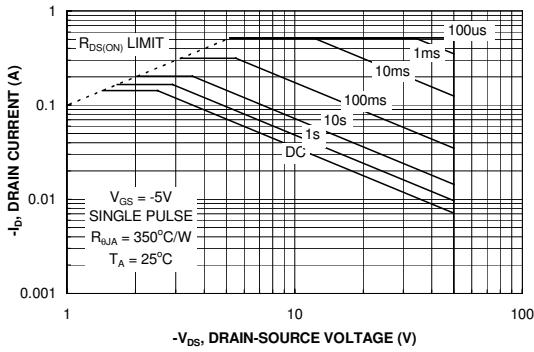 1
0.1
0.01
0.001
-I_D, DRAIN CURRENT (A)
R_DS(ON) LIMIT
100us
1ms
10ms
100ms
10s
1s
DC
V_GS = -5V
SINGLE PULSE
R_θJA = 350°C/W
T_A = 25°C
1
10
100
-V_DS, DRAIN-SOURCE VOLTAGE (V)